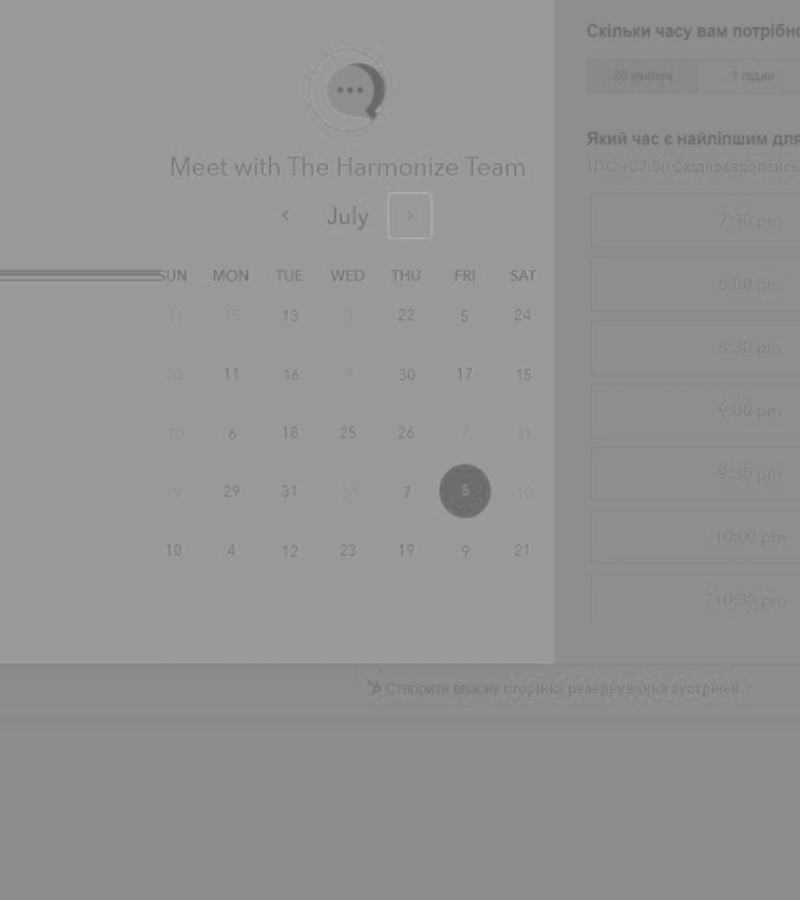 Meet with The Harmonize Team
July
SUN MON TUE WED THU FRI SAT
31 15 13 3 22 5 24
20 11 16 9 30 17 15
10 6 18 25 26 7 31
9 29 31 30 7 5 10
10 4 12 23 19 9 21
Скільки часу вам потрібно
30 хвилин 1 годин
Який час є найліпшим для
UTC +03:00 Східноєвропейсь
7:30 pm
8:00 pm
8:30 pm
9:00 pm
9:30 pm
10:00 pm
10:30 pm
Створити власну сторінка резервування зустрічей